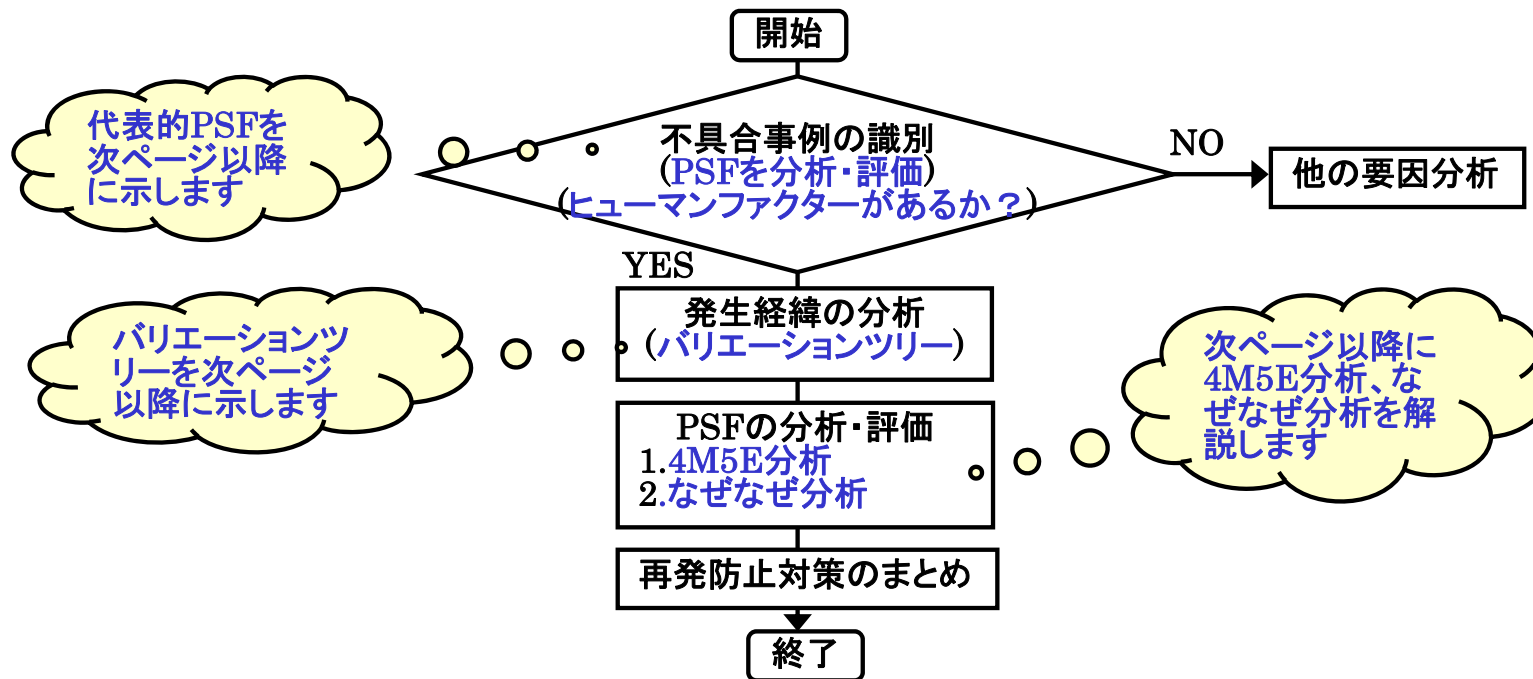 開始
代表的PSFを
次ページ以降
に示します
不具合事例の識別
(PSFを分析・評価)
(ヒューマンファクターがあるか？)
NO
他の要因分析
YES
発生経緯の分析
(バリエーションツリー)
バリエーションツ
リーを次ページ
以降に示します
次ページ以降に
4M5E分析、な
ぜなぜ分析を解
説します
PSFの分析・評価
1.4M5E分析
2.なぜなぜ分析
再発防止対策のまとめ
終了